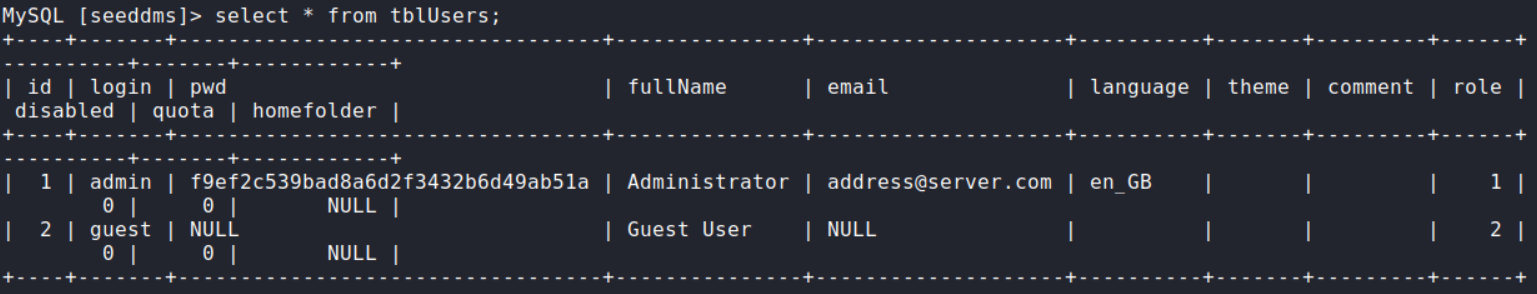 MySQL [seeddms]> select * from tblUsers;
+----+-------+----------------------------------+---------------+--------------------+----------+-------+---------+------+
----------+-------+------------+
| id | login | pwd                              | fullName      | email              | language | theme | comment | role |
 disabled | quota | homefolder |
+----+-------+----------------------------------+---------------+--------------------+----------+-------+---------+------+
----------+-------+------------+
|  1 | admin | f9ef2c539bad8a6d2f3432b6d49ab51a | Administrator | address@server.com | en_GB    |       |         |    1 |
        0 |     0 |       NULL |
|  2 | guest | NULL                             | Guest User    | NULL               |          |       |         |    2 |
        0 |     0 |       NULL |
+----+-------+----------------------------------+---------------+--------------------+----------+-------+---------+------+